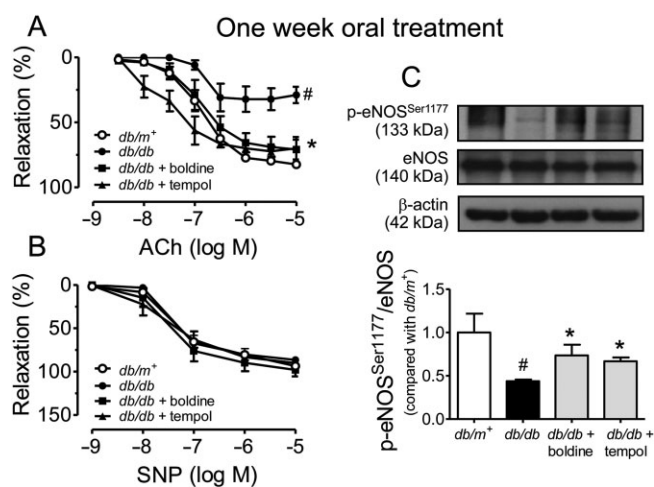 One week oral treatment
A
Relaxation (%)
0
50
100
db/m+
db/db
db/db + boldine
db/db + tempol
#
*
−9 −8 −7 −6 −5 −4
ACh (log M)
B
Relaxation (%)
0
50
100
150
db/m+
db/db
db/db + boldine
db/db + tempol
−9 −8 −7 −6 −5 −4
SNP (log M)
C
p-eNOSSer1177
(133 kDa)
eNOS
(140 kDa)
β-actin
(42 kDa)
p-eNOSSer1177/eNOS
(compared with db/m+)
1.5
1.0
0.5
0.0
# * *
db/m+ db/db db/db + db/db +
boldine tempol